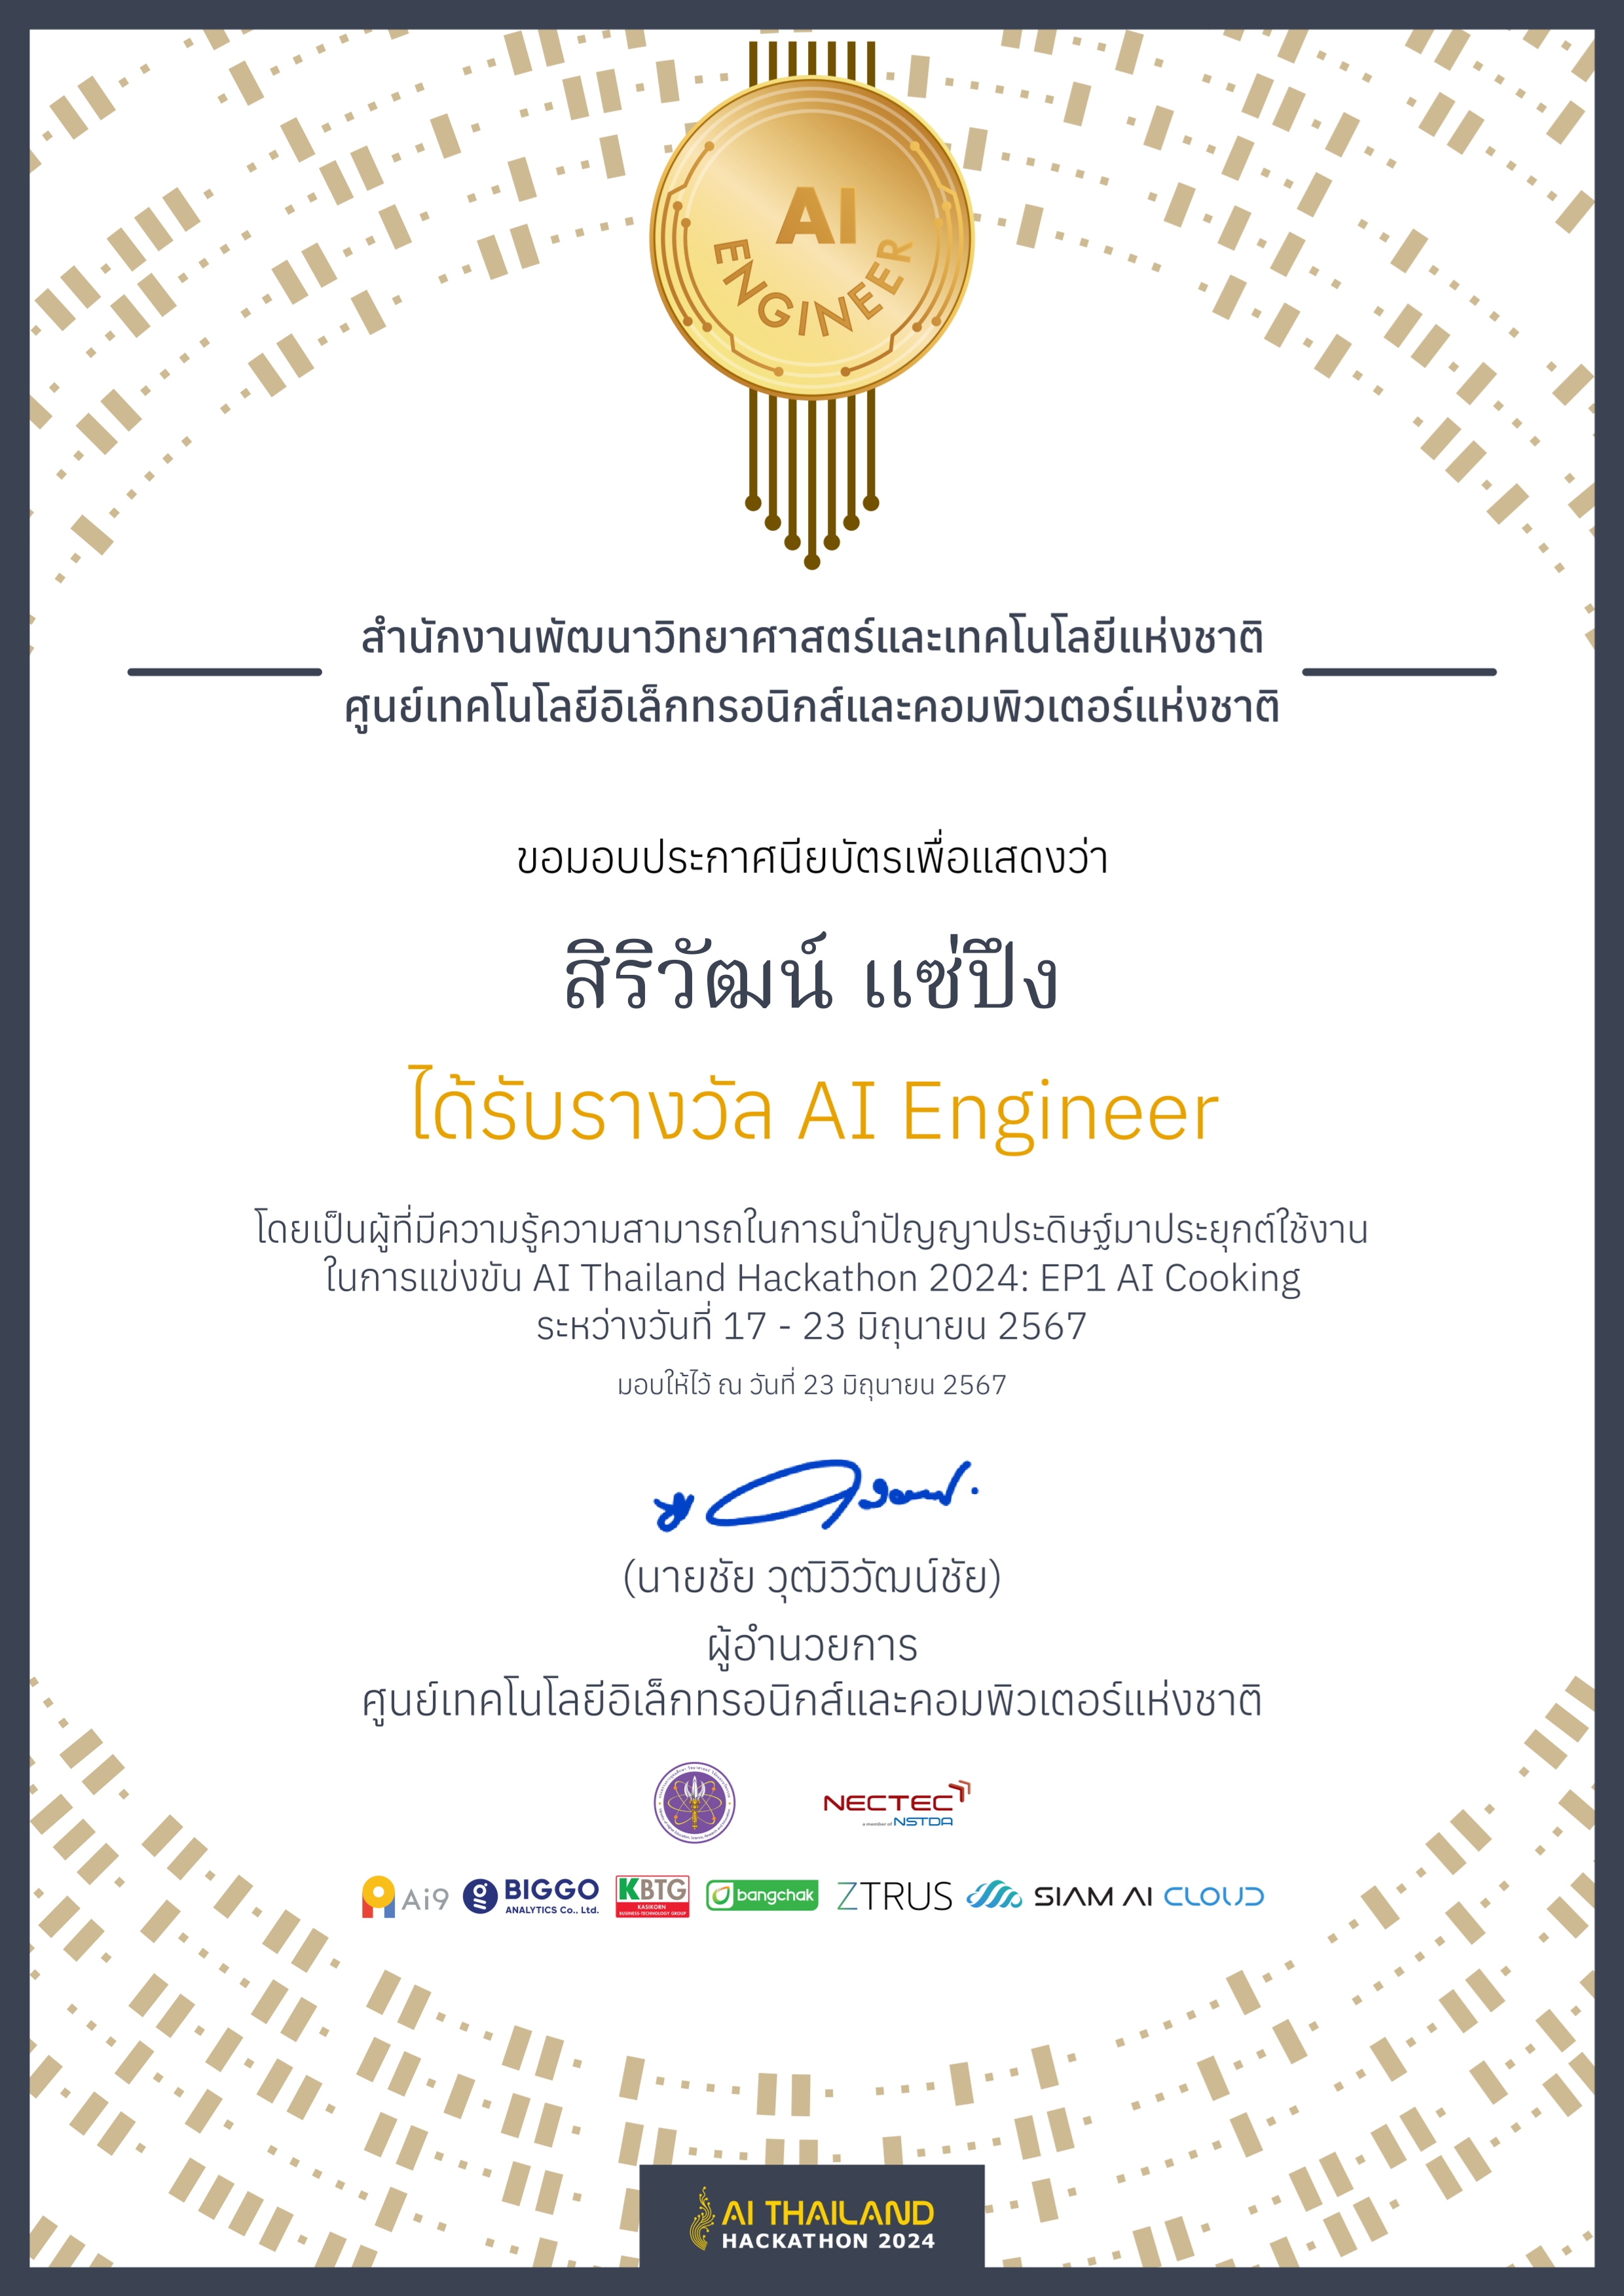 AI
ENGINEER
สำนักงานพัฒนาวิทยาศาสตร์และเทคโนโลยีแห่งชาติ
ศูนย์เทคโนโลยีอิเล็กทรอนิกส์และคอมพิวเตอร์แห่งชาติ
ขอมอบประกาศนียบัตรเพื่อแสดงว่า
สิริวัฒน์ แซ่ปึง
ได้รับรางวัล AI Engineer
โดยเป็นผู้ที่มีความรู้ความสามารถในการนำปัญญาประดิษฐ์มาประยุกต์ใช้งาน
ในการแข่งขัน AI Thailand Hackathon 2024: EP1 AI Cooking
ระหว่างวันที่ 17 - 23 มิถุนายน 2567
มอบให้ไว้ ณ วันที่ 23 มิถุนายน 2567
(นายชัย วุฒิวิวัฒน์ชัย)
ผู้อำนวยการ
ศูนย์เทคโนโลยีอิเล็กทรอนิกส์และคอมพิวเตอร์แห่งชาติ
NECTEC
a member of NSTDA
Ai9
BIGGO
ANALYTICS Co., Ltd.
KBTG
KASIKORN
BUSINESS-TECHNOLOGY GROUP
bangchak
ZTRUS
SIAM AI CLOUD
AI THAILAND
HACKATHON 2024